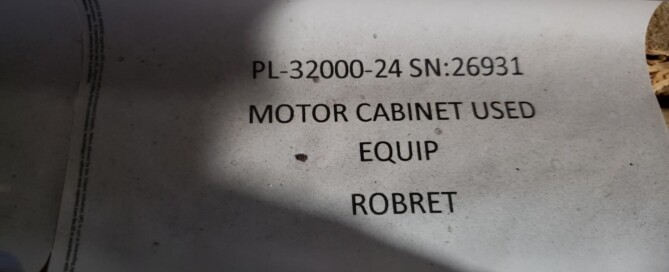 PL-32000-24 SN:26931
MOTOR CABINET USED
EQUIP
ROBRET